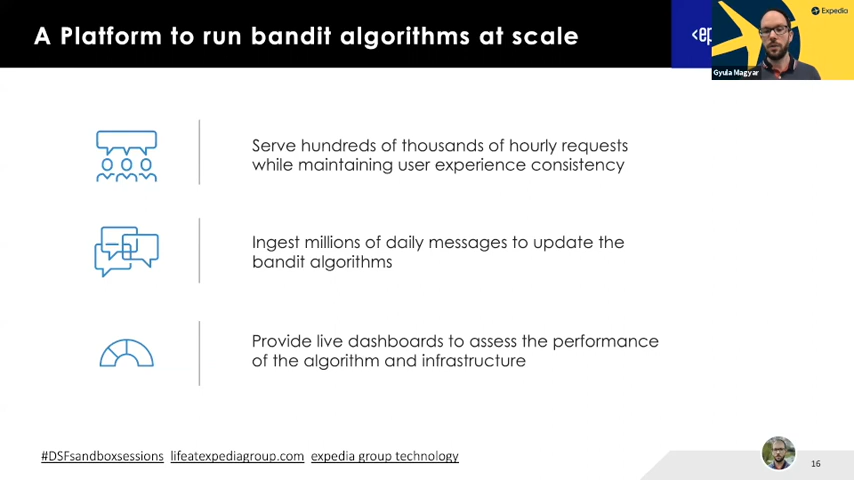 A Platform to run bandit algorithms at scale
<ep
Expedia
Gyula Magyar
Serve hundreds of thousands of hourly requests
while maintaining user experience consistency
Ingest millions of daily messages to update the
bandit algorithms
Provide live dashboards to assess the performance
of the algorithm and infrastructure
#DSFsandboxsessions lifeatexpediagroup.com expedia group technology
16